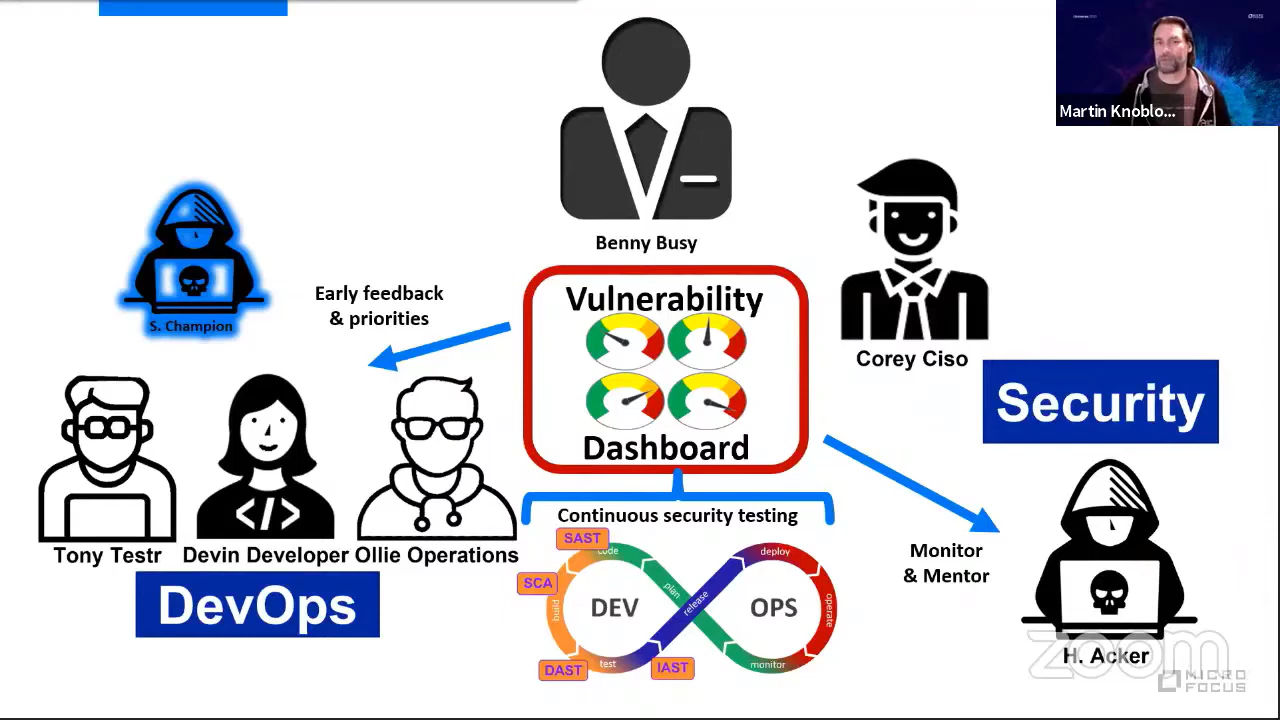 Martin Knoblo...
Benny Busy
S. Champion
Early feedback
& priorities
Vulnerability
Dashboard
Corey Ciso
Security
Tony Testr
Devin Developer
Ollie Operations
DevOps
Continuous security testing
SAST
code
SCA
build
DEV
plan
release
deploy
OPS
operate
DAST
test
IAST
monitor
Monitor
& Mentor
H. Acker
zoom
MICRO
FOCUS